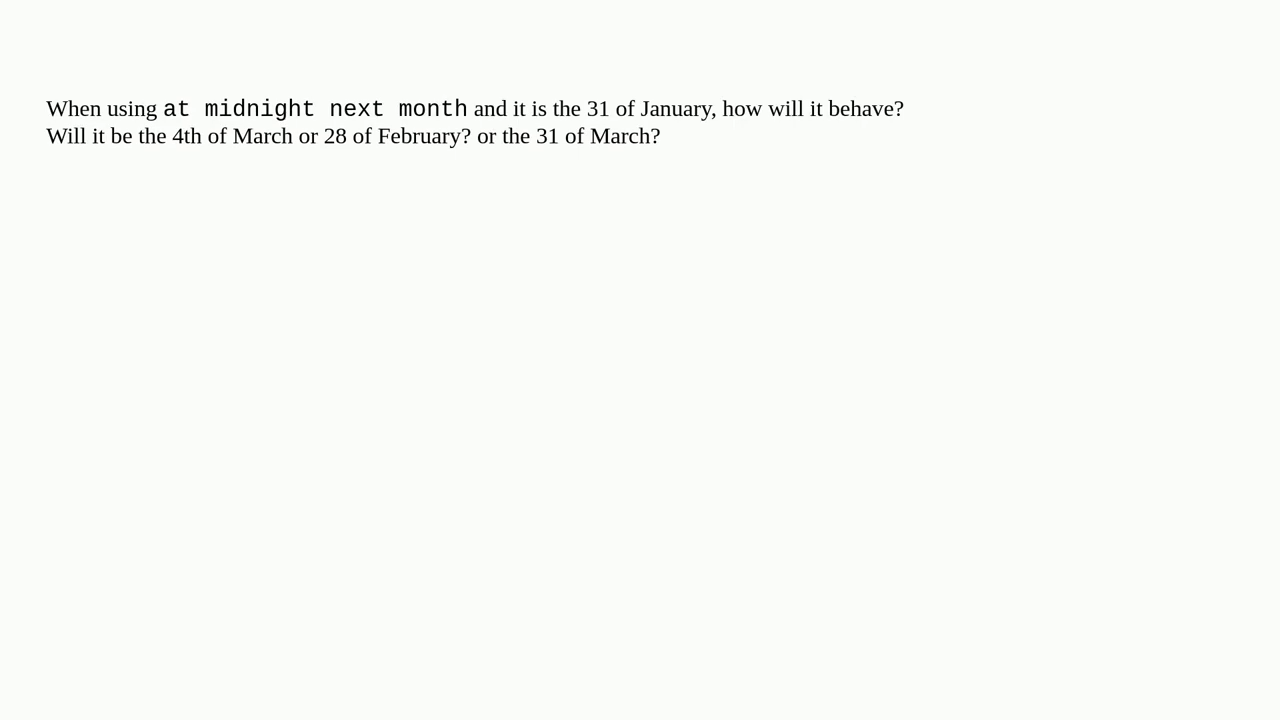 When using at midnight next month and it is the 31 of January, how will it behave?
Will it be the 4th of March or 28 of February? or the 31 of March?